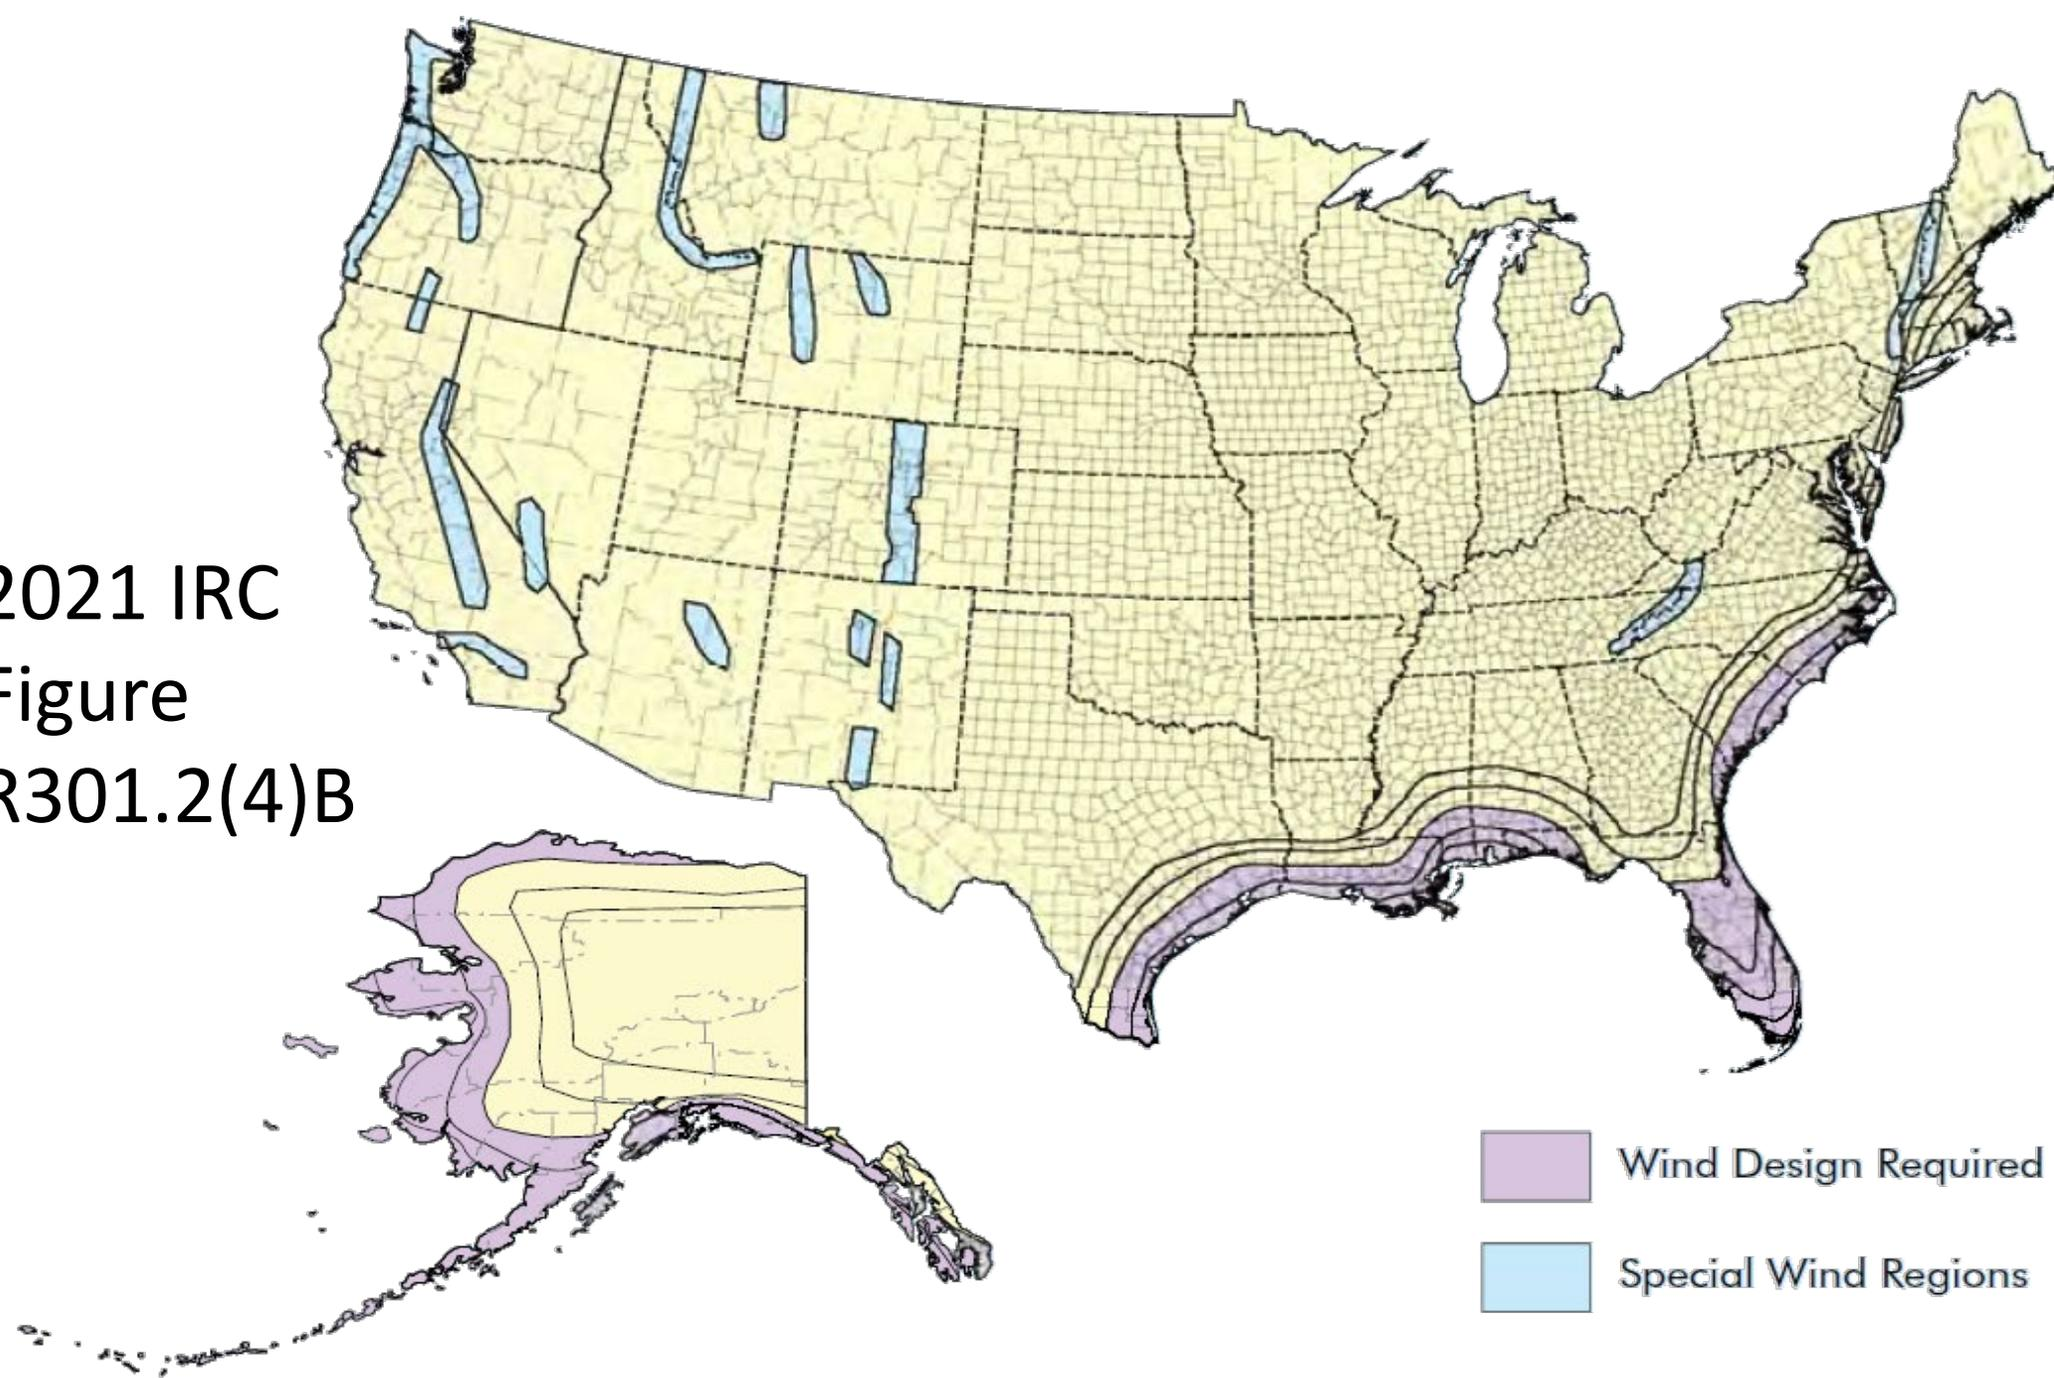 2021 IRC
Figure
R301.2(4)B
Wind Design Required
Special Wind Regions